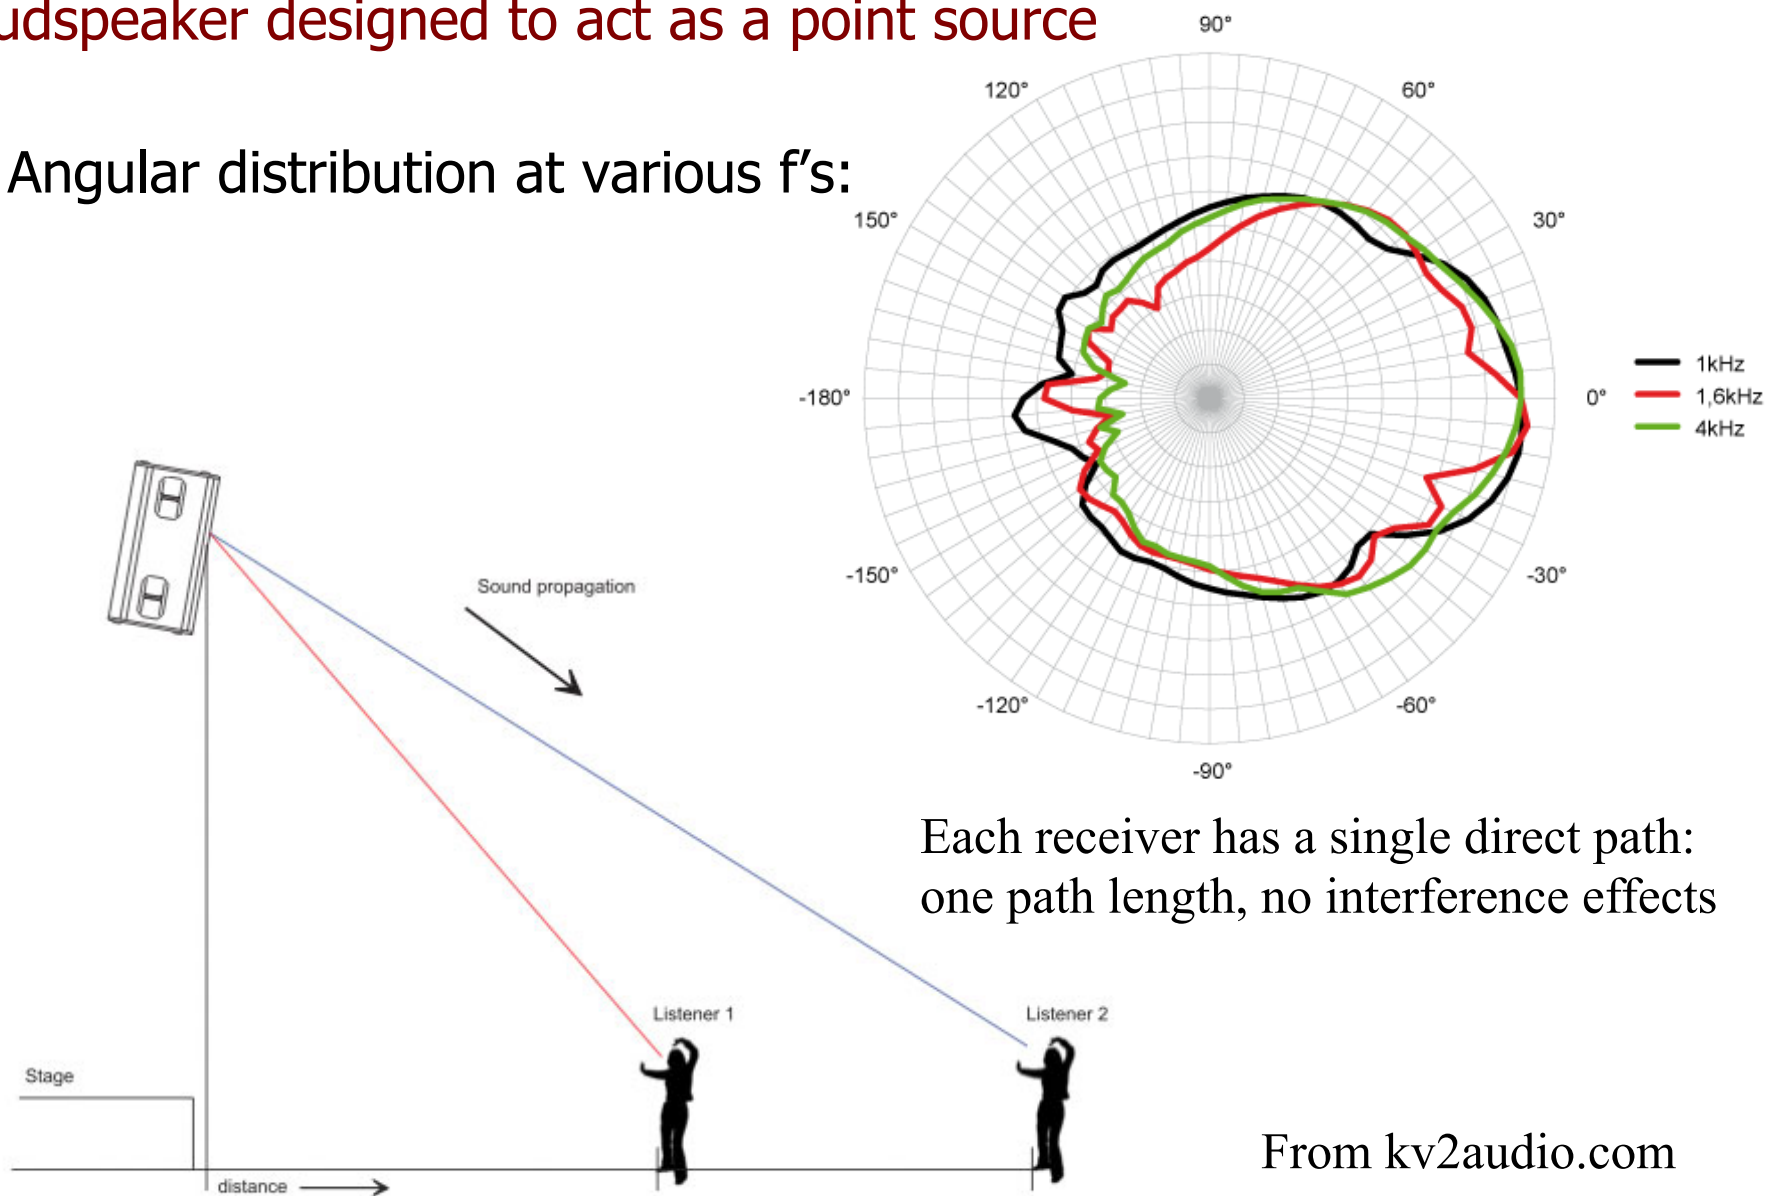 udspeaker designed to act as a point source
Angular distribution at various f’s:
90°
120°
60°
150°
30°
-180°
0°
-150°
-30°
-120°
-60°
-90°
1kHz
1,6kHz
4kHz
Sound propagation
Each receiver has a single direct path:
one path length, no interference effects
Listener 1
Listener 2
Stage
From kv2audio.com
distance